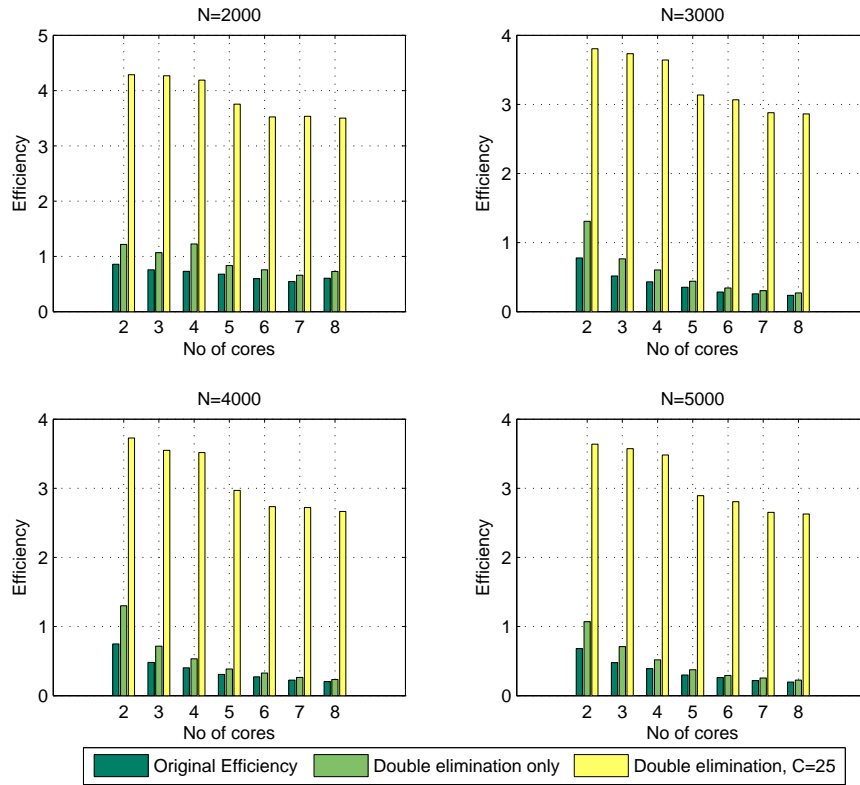 N=2000
5
4
3
2
1
0
Efficiency
2 3 4 5 6 7 8
No of cores
N=3000
4
3
2
1
0
Efficiency
2 3 4 5 6 7 8
No of cores
N=4000
4
3
2
1
0
Efficiency
2 3 4 5 6 7 8
No of cores
N=5000
4
3
2
1
0
Efficiency
2 3 4 5 6 7 8
No of cores
Original Efficiency
Double elimination only
Double elimination, C=25